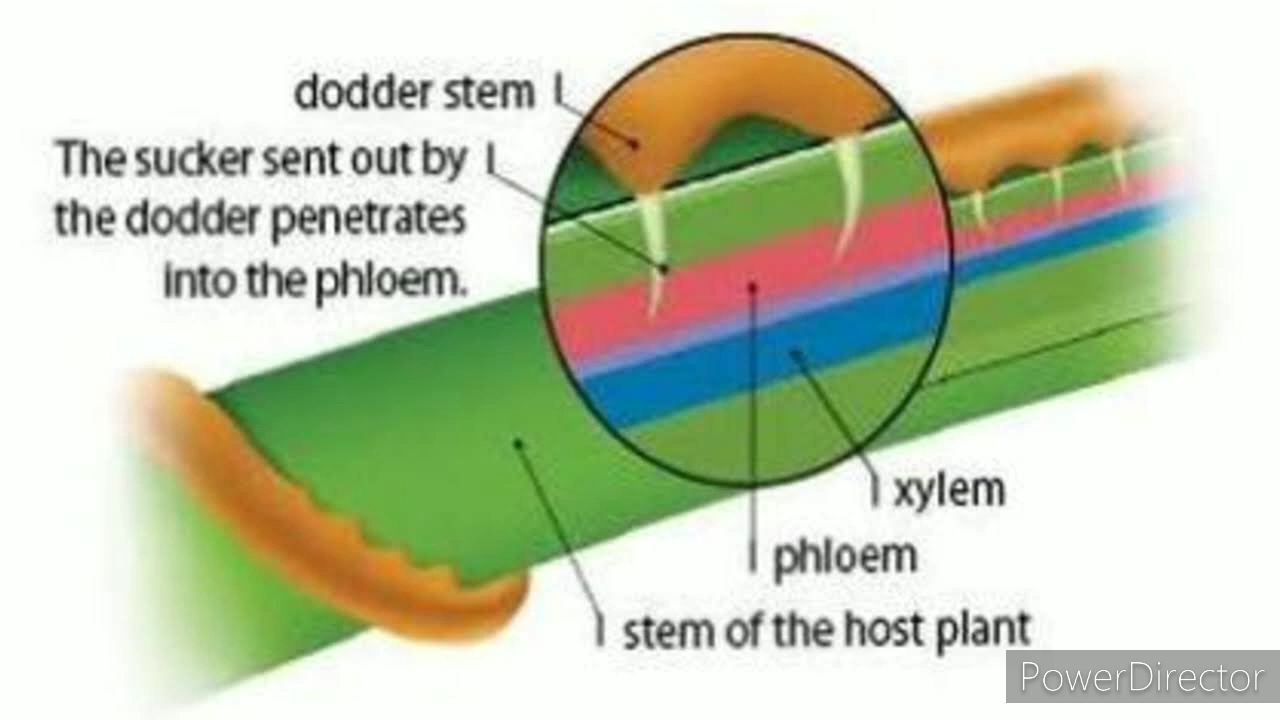 dodder stem
The sucker sent out by
the dodder penetrates
into the phloem.
xylem
phloem
stem of the host plant
PowerDirector